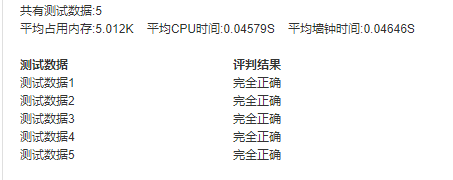 共有测试数据:5
平均占用内存:5.012K 平均CPU时间:0.04579S 平均墙钟时间:0.04646S
测试数据 评判结果
测试数据1 完全正确
测试数据2 完全正确
测试数据3 完全正确
测试数据4 完全正确
测试数据5 完全正确